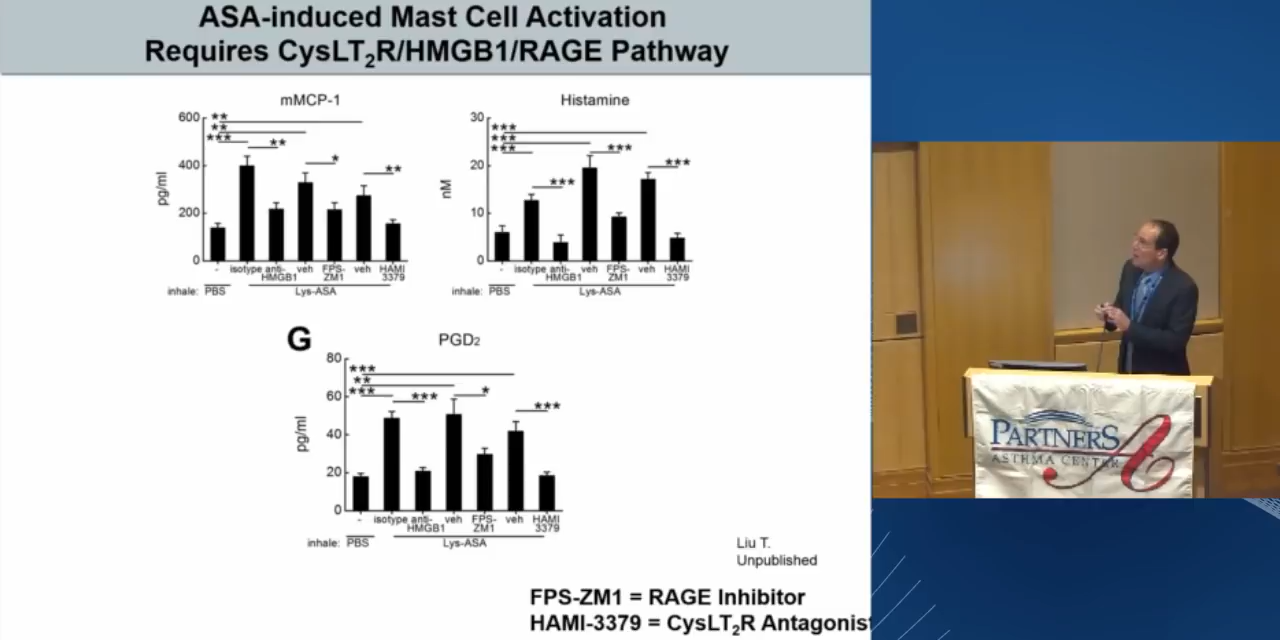 ASA-induced Mast Cell Activation
Requires CysLT2R/HMGB1/RAGE Pathway
mMCP-1
600
400
200
0
pg/ml
**
**
***
**
*
**
- isotype anti-HMGB1 veh FPS-ZM1 veh HAMI 3379
inhale: PBS Lys-ASA
Histamine
30
20
10
0
nM
***
***
***
***
***
***
- isotype anti-HMGB1 veh FPS-ZM1 veh HAMI 3379
inhale: PBS Lys-ASA
G
PGD2
80
60
40
20
0
pg/ml
***
**
***
***
*
***
- isotype anti-HMGB1 veh FPS-ZM1 veh HAMI 3379
inhale: PBS Lys-ASA
Liu T.
Unpublished
FPS-ZM1 = RAGE Inhibitor
HAMI-3379 = CysLT2R Antagonist
PARTNERS
ASTHMA CENTER